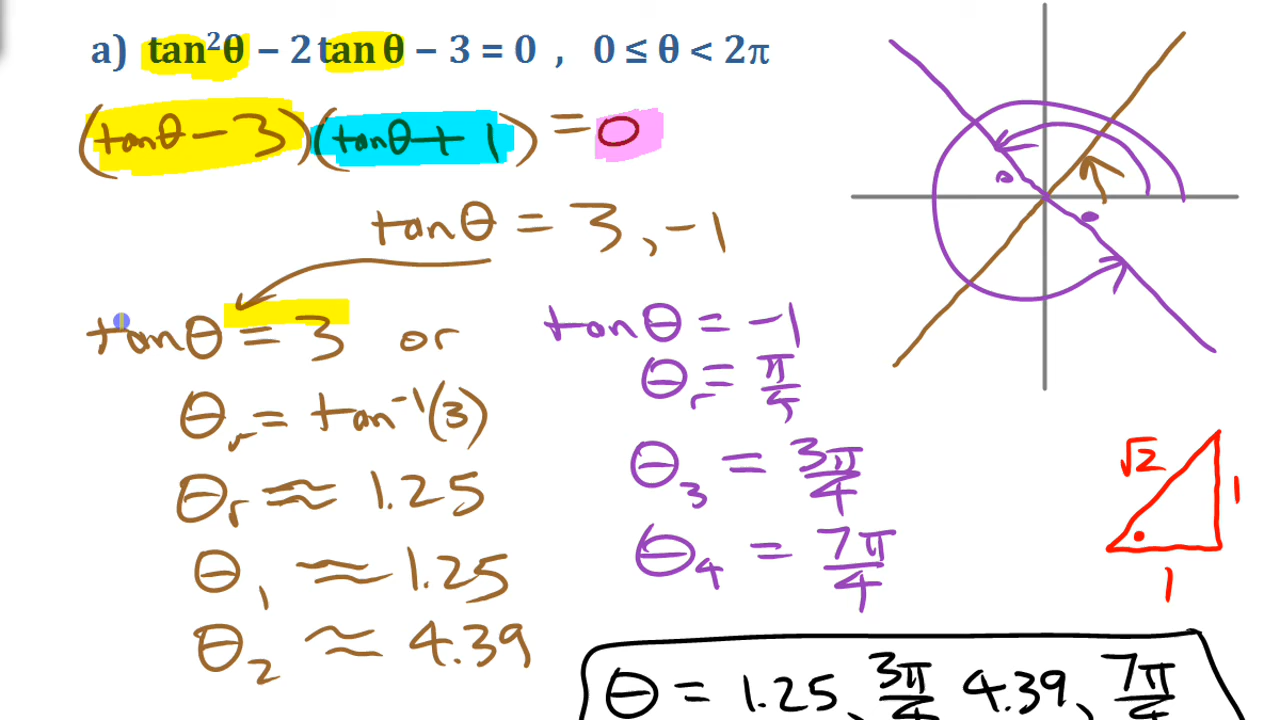 a) tan²θ − 2 tan θ − 3 = 0 , 0 ≤ θ < 2π
(tanθ − 3)(tanθ + 1) = 0
tanθ = 3, −1
tanθ = 3 or
θr = tan⁻¹(3)
θr ≈ 1.25
θ1 ≈ 1.25
θ2 ≈ 4.39
tanθ = −1
θr = π/4
θ3 = 3π/4
θ4 = 7π/4
√2
1
1
θ = 1.25, 3π/4 4.39, 7π/4